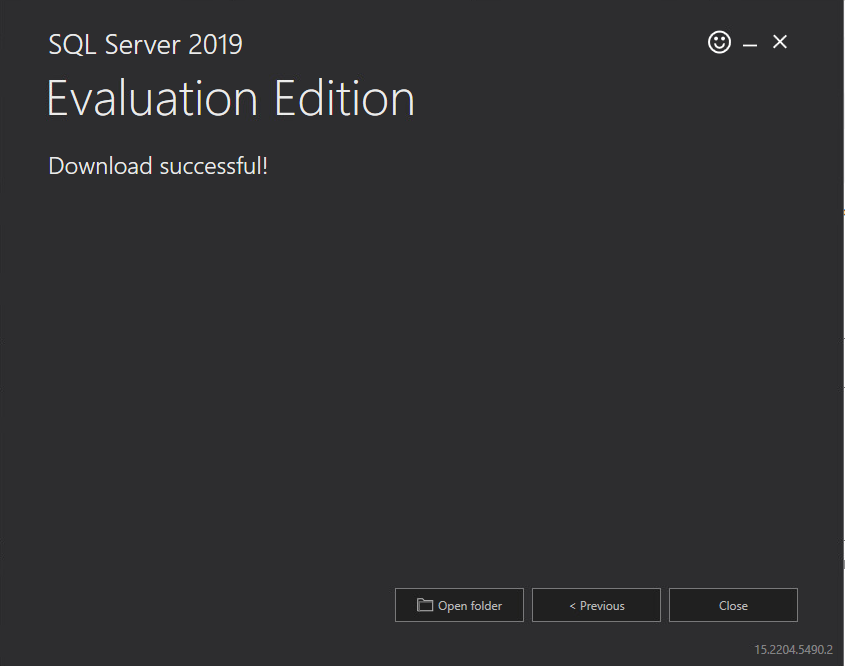 SQL Server 2019
Evaluation Edition
Download successful!
Open folder
< Previous
Close
15.2204.5490.2